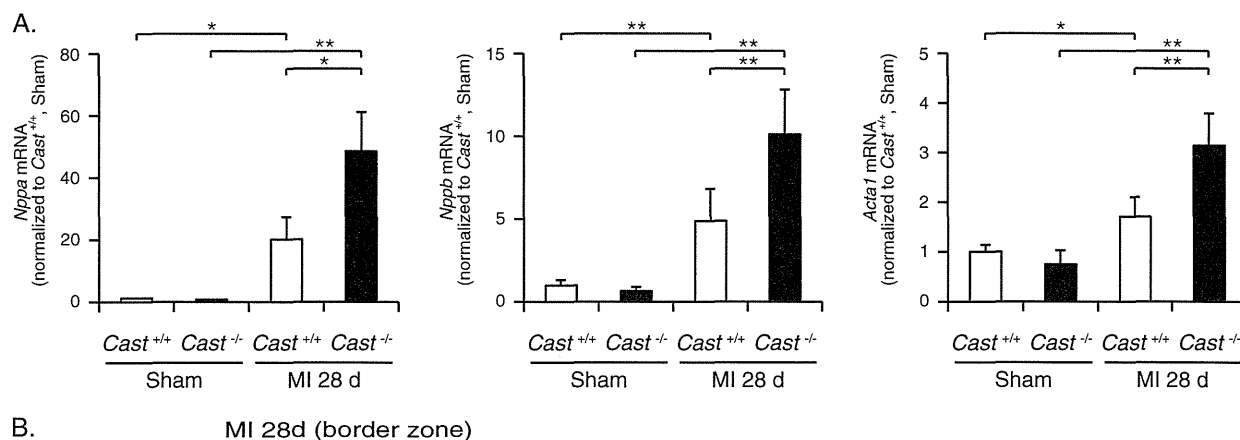 A.
Nppa mRNA
(normalized to Cast +/+, Sham)
80
60
40
20
0
*
**
*
Cast +/+ Cast -/- Cast +/+ Cast -/-
Sham MI 28 d
Nppb mRNA
(normalized to Cast +/+, Sham)
15
10
5
0
**
**
**
Cast +/+ Cast -/- Cast +/+ Cast -/-
Sham MI 28 d
Acta1 mRNA
(normalized to Cast +/+, Sham)
5
4
3
2
1
0
*
**
**
Cast +/+ Cast -/- Cast +/+ Cast -/-
Sham MI 28 d
B. MI 28d (border zone)